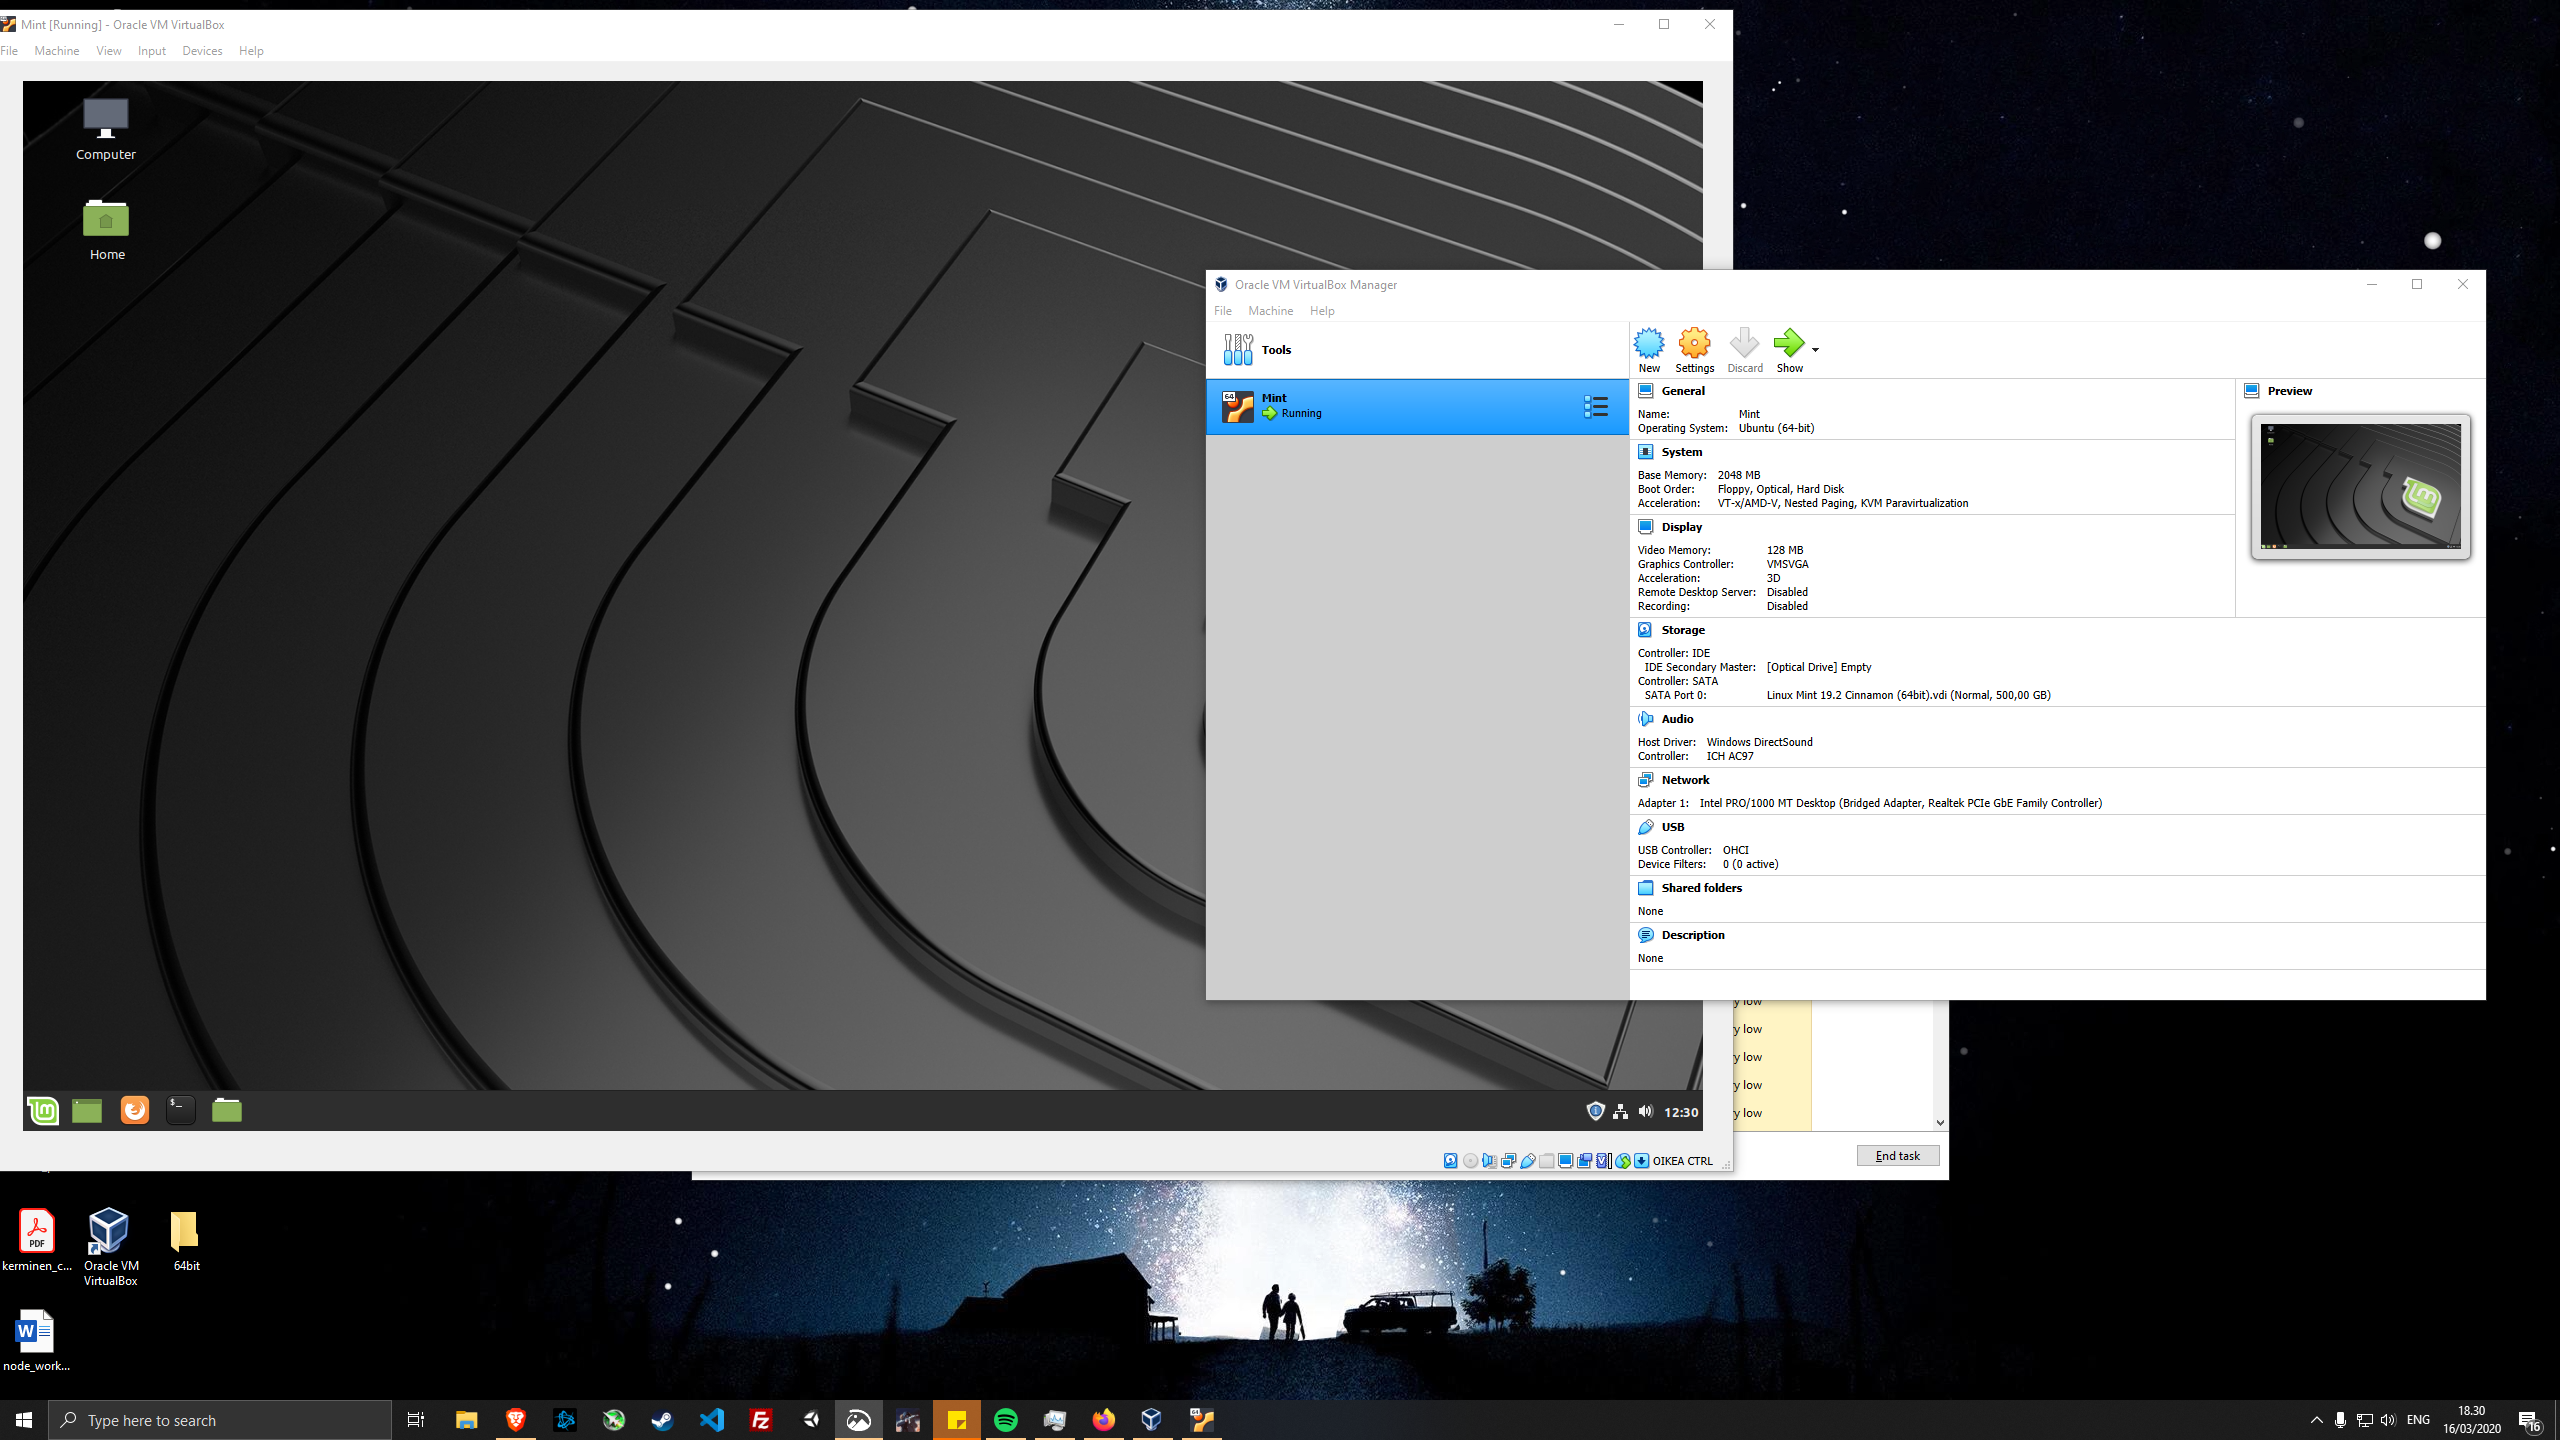 Mint [Running] - Oracle VM VirtualBox
File Machine View Input Devices Help
Computer
Home
Oracle VM VirtualBox Manager
File Machine Help
Tools
New Settings Discard Show
64 Mint
Running
General
Name: Mint
Operating System: Ubuntu (64-bit)
System
Base Memory: 2048 MB
Boot Order: Floppy, Optical, Hard Disk
Acceleration: VT-x/AMD-V, Nested Paging, KVM Paravirtualization
Display
Video Memory: 128 MB
Graphics Controller: VMSVGA
Acceleration: 3D
Remote Desktop Server: Disabled
Recording: Disabled
Preview
Storage
Controller: IDE
IDE Secondary Master: [Optical Drive] Empty
Controller: SATA
SATA Port 0: Linux Mint 19.2 Cinnamon (64bit).vdi (Normal, 500,00 GB)
Audio
Host Driver: Windows DirectSound
Controller: ICH AC97
Network
Adapter 1: Intel PRO/1000 MT Desktop (Bridged Adapter, Realtek PCIe GbE Family Controller)
USB
USB Controller: OHCI
Device Filters: 0 (0 active)
Shared folders
None
Description
None
y low
y low
y low
y low
y low
End task
$_
12:30
OIKEA CTRL
PDF
kerminen_c...
Oracle VM
VirtualBox
64bit
W
node_work...
Type here to search
ENG
18.30
16/03/2020
16